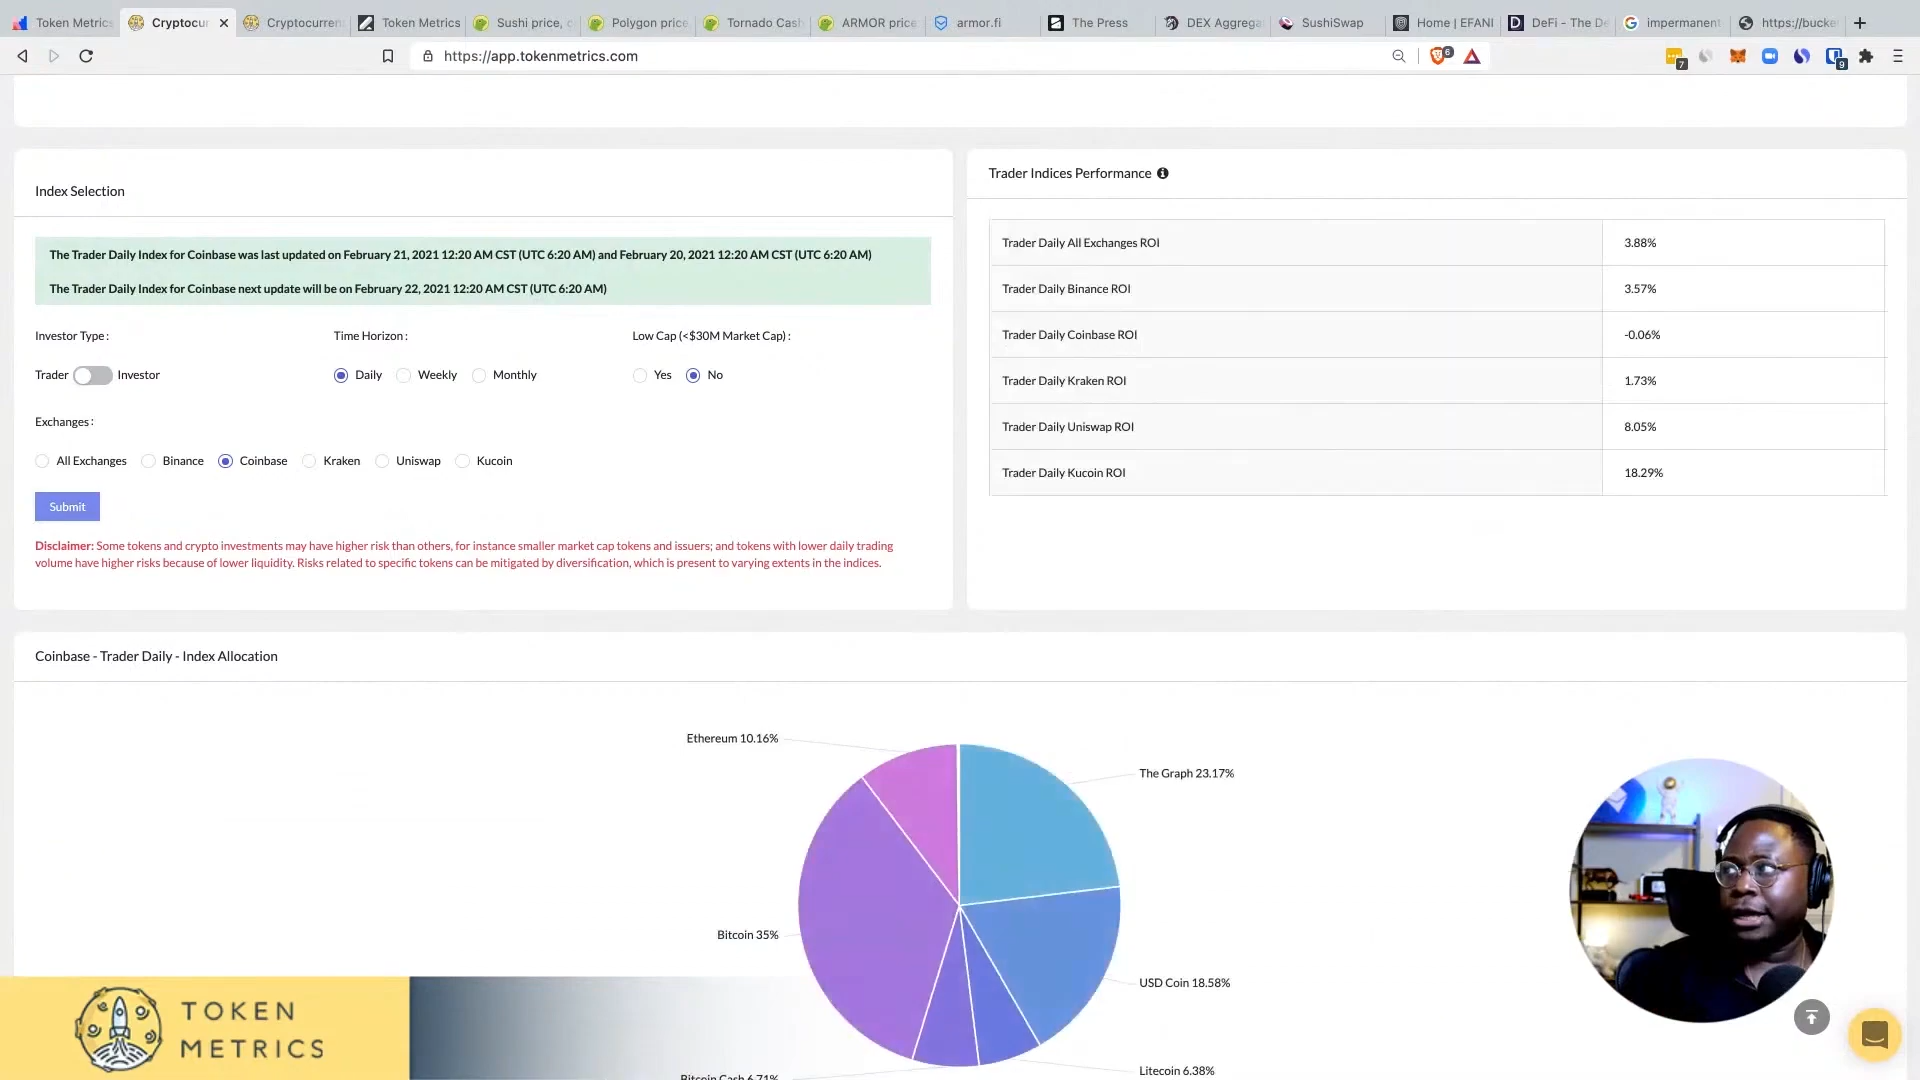 Token Metrics
Cryptocur
Cryptocurren
Token Metrics
Sushi price, c
Polygon price
Tornado Cash
ARMOR price
armor.fi
The Press
DEX Aggrega
SushiSwap
Home | EFANI
DeFi - The De
impermanent
https://bucke
https://app.tokenmetrics.com
6
7
9
Index Selection
The Trader Daily Index for Coinbase was last updated on February 21, 2021 12:20 AM CST (UTC 6:20 AM) and February 20, 2021 12:20 AM CST (UTC 6:20 AM)
The Trader Daily Index for Coinbase next update will be on February 22, 2021 12:20 AM CST (UTC 6:20 AM)
Investor Type :
Time Horizon :
Low Cap (<$30M Market Cap) :
Trader Investor
Daily Weekly Monthly
Yes No
Exchanges :
All Exchanges Binance Coinbase Kraken Uniswap Kucoin
Submit
Disclaimer: Some tokens and crypto investments may have higher risk than others, for instance smaller market cap tokens and issuers; and tokens with lower daily trading
volume have higher risks because of lower liquidity. Risks related to specific tokens can be mitigated by diversification, which is present to varying extents in the indices.
Trader Indices Performance
Trader Daily All Exchanges ROI 3.88%
Trader Daily Binance ROI 3.57%
Trader Daily Coinbase ROI -0.06%
Trader Daily Kraken ROI 1.73%
Trader Daily Uniswap ROI 8.05%
Trader Daily Kucoin ROI 18.29%
Coinbase - Trader Daily - Index Allocation
Ethereum 10.16%
The Graph 23.17%
Bitcoin 35%
USD Coin 18.58%
Litecoin 6.38%
Bitcoin Cash 6.71%
TOKEN
METRICS